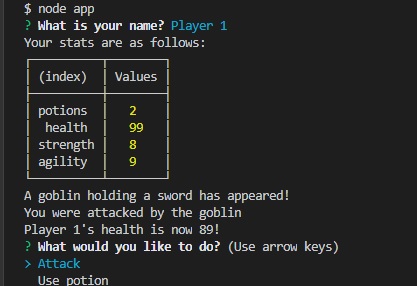 $ node app
? What is your name? Player 1
Your stats are as follows:
(index) Values
potions 2
health 99
strength 8
agility 9
A goblin holding a sword has appeared!
You were attacked by the goblin
Player 1's health is now 89!
? What would you like to do? (Use arrow keys)
> Attack
Use potion